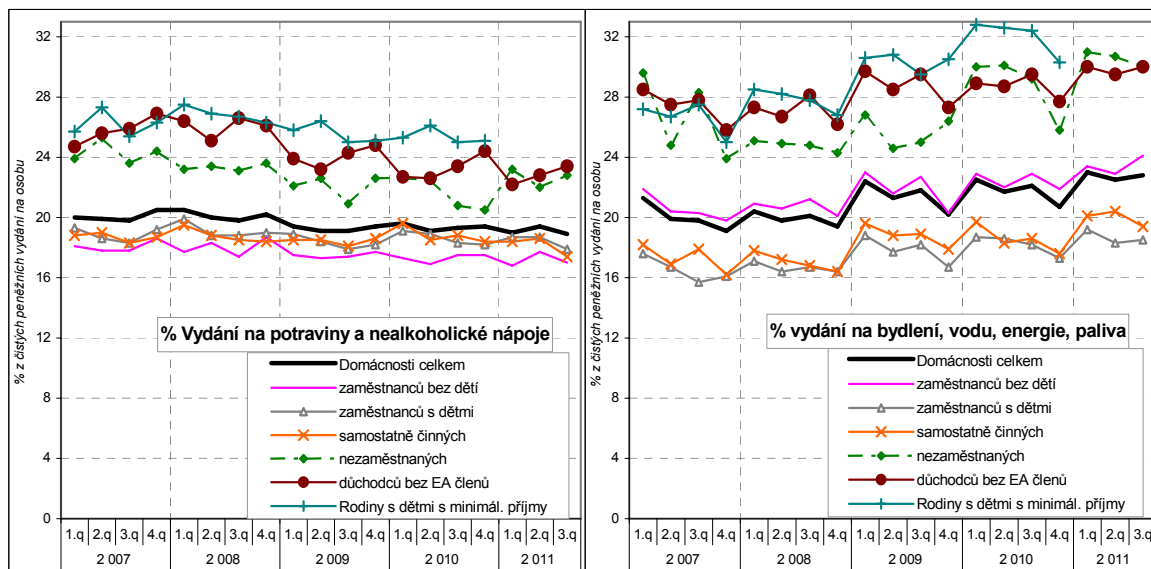 % z čistých peněžních vydání na osobu
32
28
24
20
16
12
8
4
0
% Vydání na potraviny a nealkoholické nápoje
Domácnosti celkem
zaměstnanců bez dětí
zaměstnanců s dětmi
samostatně činných
nezaměstnaných
důchodců bez EA členů
Rodiny s dětmi s minimál. příjmy
1.q 2.q 3.q 4.q 1.q 2.q 3.q 4.q 1.q 2.q 3.q 4.q 1.q 2.q 3.q 4.q 1.q 2.q 3.q
2 007 2 008 2 009 2 010 2 011
% z čistých peněžních vydání na osobu
32
28
24
20
16
12
8
4
0
% vydání na bydlení, vodu, energie, paliva
Domácnosti celkem
zaměstnanců bez dětí
zaměstnanců s dětmi
samostatně činných
nezaměstnaných
důchodců bez EA členů
Rodiny s dětmi s minimál. příjmy
1.q 2.q 3.q 4.q 1.q 2.q 3.q 4.q 1.q 2.q 3.q 4.q 1.q 2.q 3.q 4.q 1.q 2.q 3.q
2 007 2 008 2 009 2 010 2 011